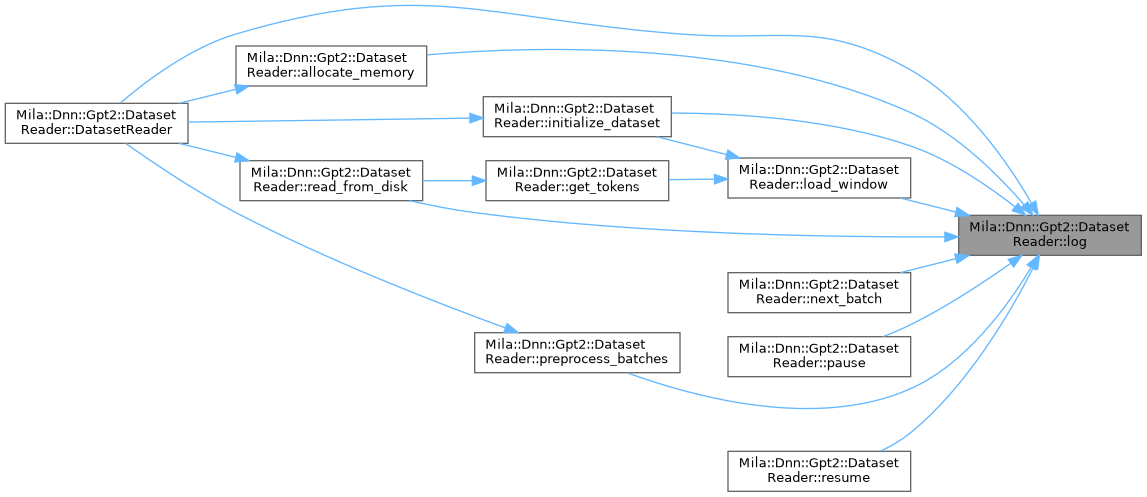 Mila::Dnn::Gpt2::Dataset
Reader::DatasetReader
Mila::Dnn::Gpt2::Dataset
Reader::allocate_memory
Mila::Dnn::Gpt2::Dataset
Reader::initialize_dataset
Mila::Dnn::Gpt2::Dataset
Reader::read_from_disk
Mila::Dnn::Gpt2::Dataset
Reader::get_tokens
Mila::Dnn::Gpt2::Dataset
Reader::load_window
Mila::Dnn::Gpt2::Dataset
Reader::log
Mila::Dnn::Gpt2::Dataset
Reader::next_batch
Mila::Dnn::Gpt2::Dataset
Reader::preprocess_batches
Mila::Dnn::Gpt2::Dataset
Reader::pause
Mila::Dnn::Gpt2::Dataset
Reader::resume